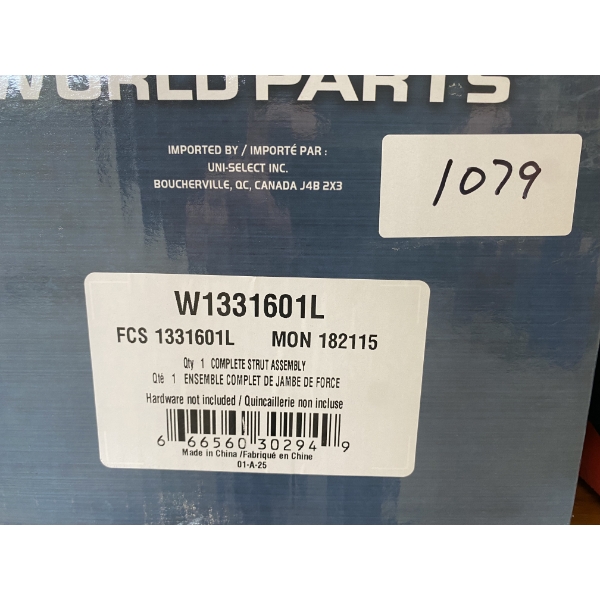 WORLD PARTS
IMPORTED BY / IMPORTÉ PAR :
UNI-SELECT INC.
BOUCHERVILLE, QC, CANADA J4B 2X3
1079
W1331601L
FCS 1331601L MON 182115
Qty 1 COMPLETE STRUT ASSEMBLY
Qté 1 ENSEMBLE COMPLET DE JAMBE DE FORCE
Hardware not included / Quincaillerie non incluse
6 66560 30294 9
Made in China /Fabriqué en Chine
01-A-25